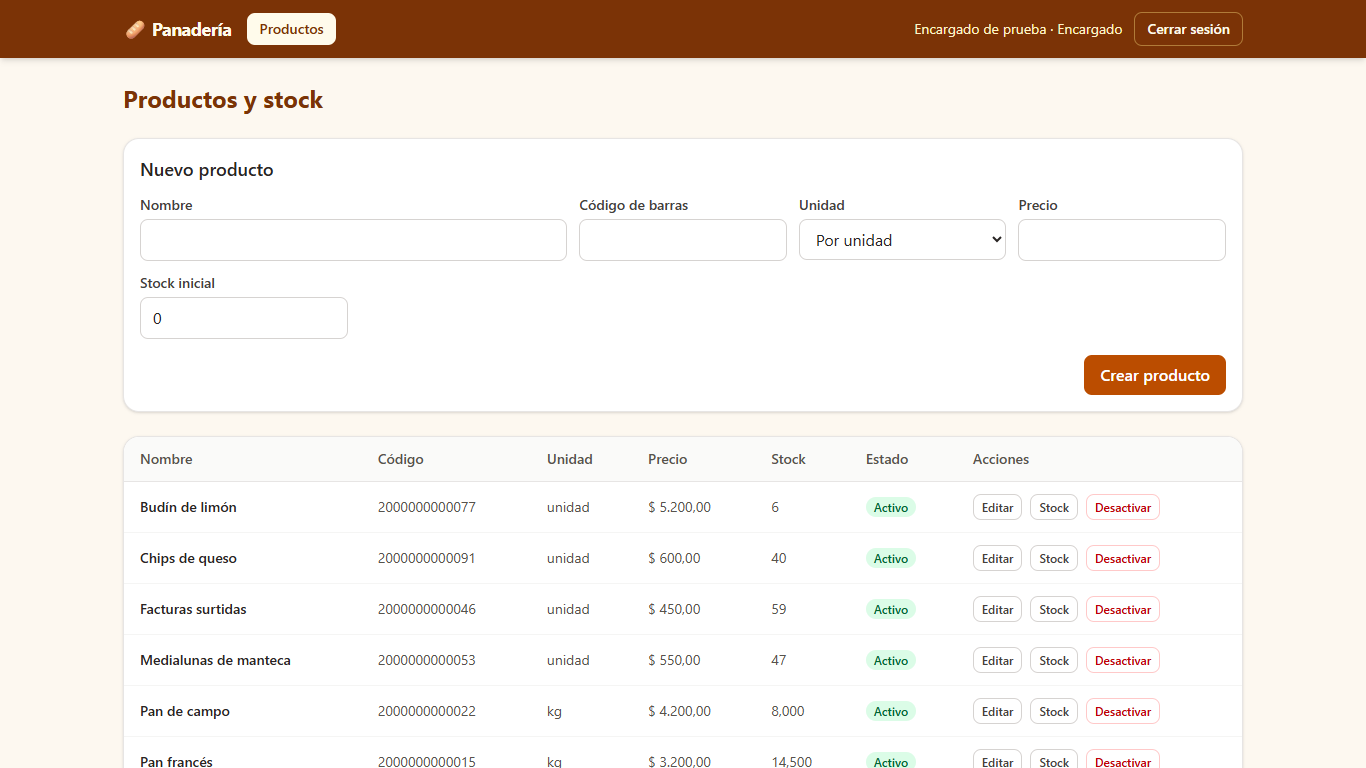 Panadería Productos Encargado de prueba · Encargado Cerrar sesión
Productos y stock
Nuevo producto
Nombre Código de barras Unidad Precio
Por unidad
Stock inicial
0
Crear producto
Nombre Código Unidad Precio Stock Estado Acciones
Budín de limón 2000000000077 unidad $ 5.200,00 6 Activo Editar Stock Desactivar
Chips de queso 2000000000091 unidad $ 600,00 40 Activo Editar Stock Desactivar
Facturas surtidas 2000000000046 unidad $ 450,00 59 Activo Editar Stock Desactivar
Medialunas de manteca 2000000000053 unidad $ 550,00 47 Activo Editar Stock Desactivar
Pan de campo 2000000000022 kg $ 4.200,00 8,000 Activo Editar Stock Desactivar
Pan francés 2000000000015 kg $ 3.200,00 14,500 Activo Editar Stock Desactivar